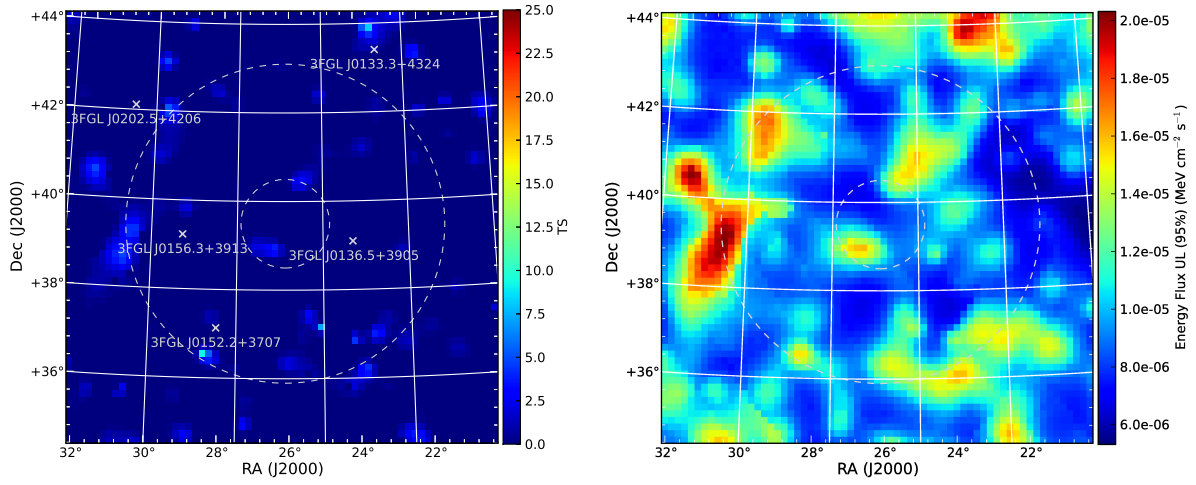 +44°
+42°
+40°
+38°
+36°
Dec (J2000)
32°
30°
28°
26°
24°
22°
RA (J2000)
3FGL J0133.3+4324
3FGL J0202.5+4206
3FGL J0156.3+3913
3FGL J0136.5+3905
3FGL J0152.2+3707
25.0
22.5
20.0
17.5
15.0
12.5
10.0
7.5
5.0
2.5
0.0
TS
+44°
+42°
+40°
+38°
+36°
Dec (J2000)
32°
30°
28°
26°
24°
22°
RA (J2000)
2.0e-05
1.8e-05
1.6e-05
1.4e-05
1.2e-05
1.0e-05
8.0e-06
6.0e-06
Energy Flux UL (95%) (MeV cm⁻² s⁻¹)